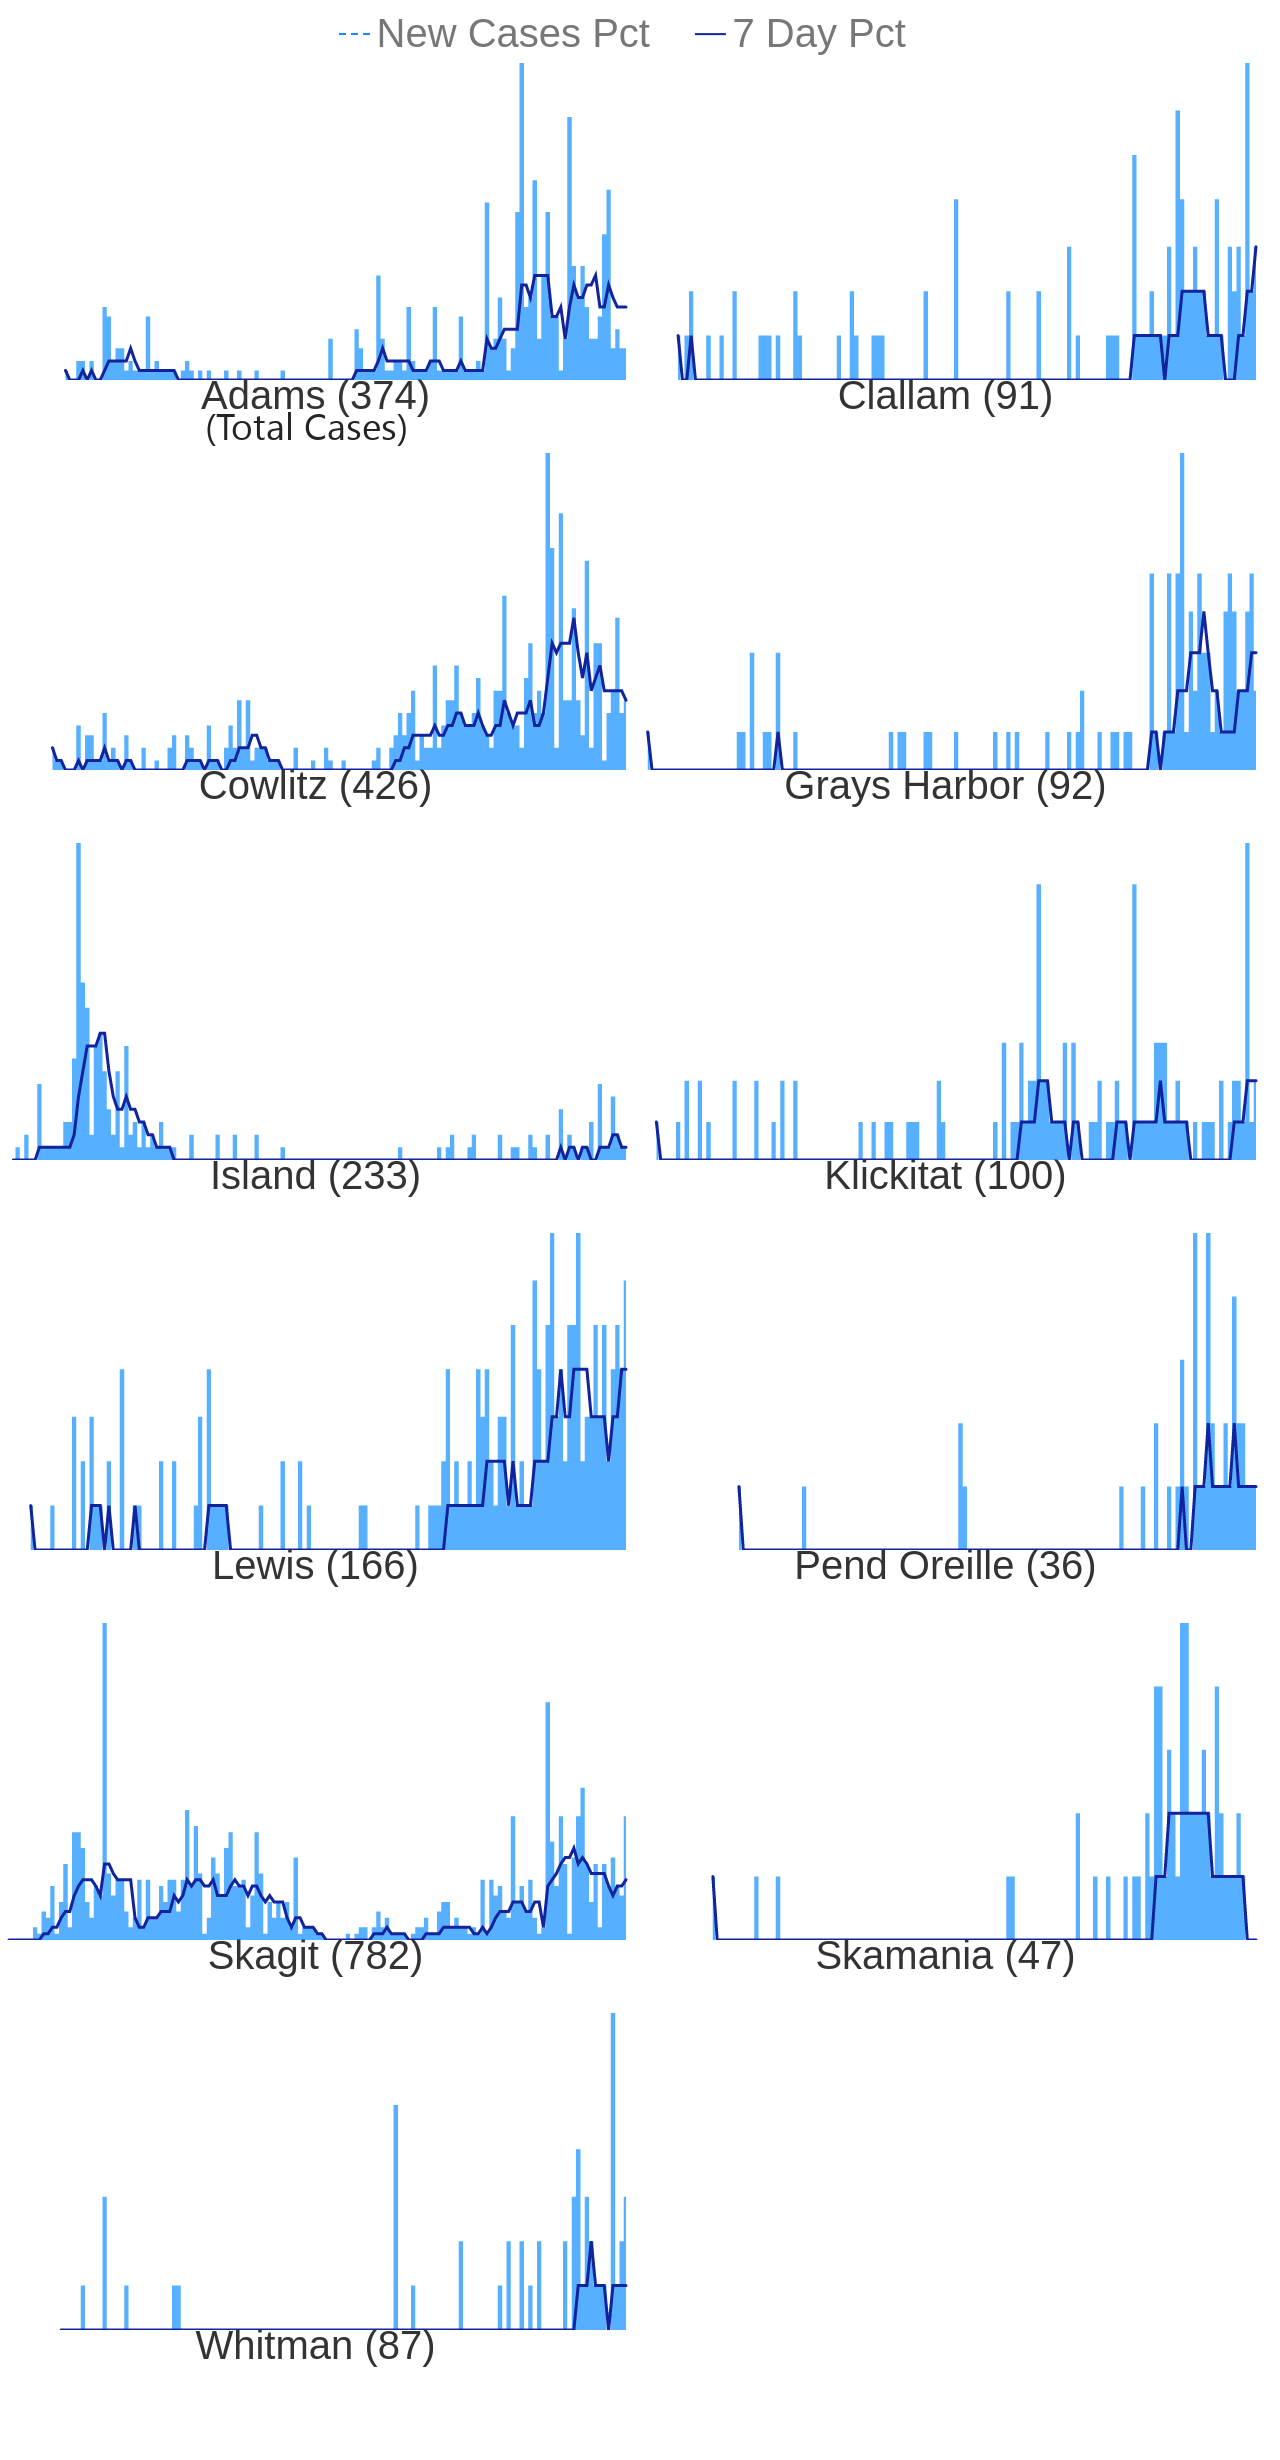 New Cases Pct 7 Day Pct
Adams (374) Clallam (91)
(Total Cases)
Cowlitz (426) Grays Harbor (92)
Island (233) Klickitat (100)
Lewis (166) Pend Oreille (36)
Skagit (782) Skamania (47)
Whitman (87)